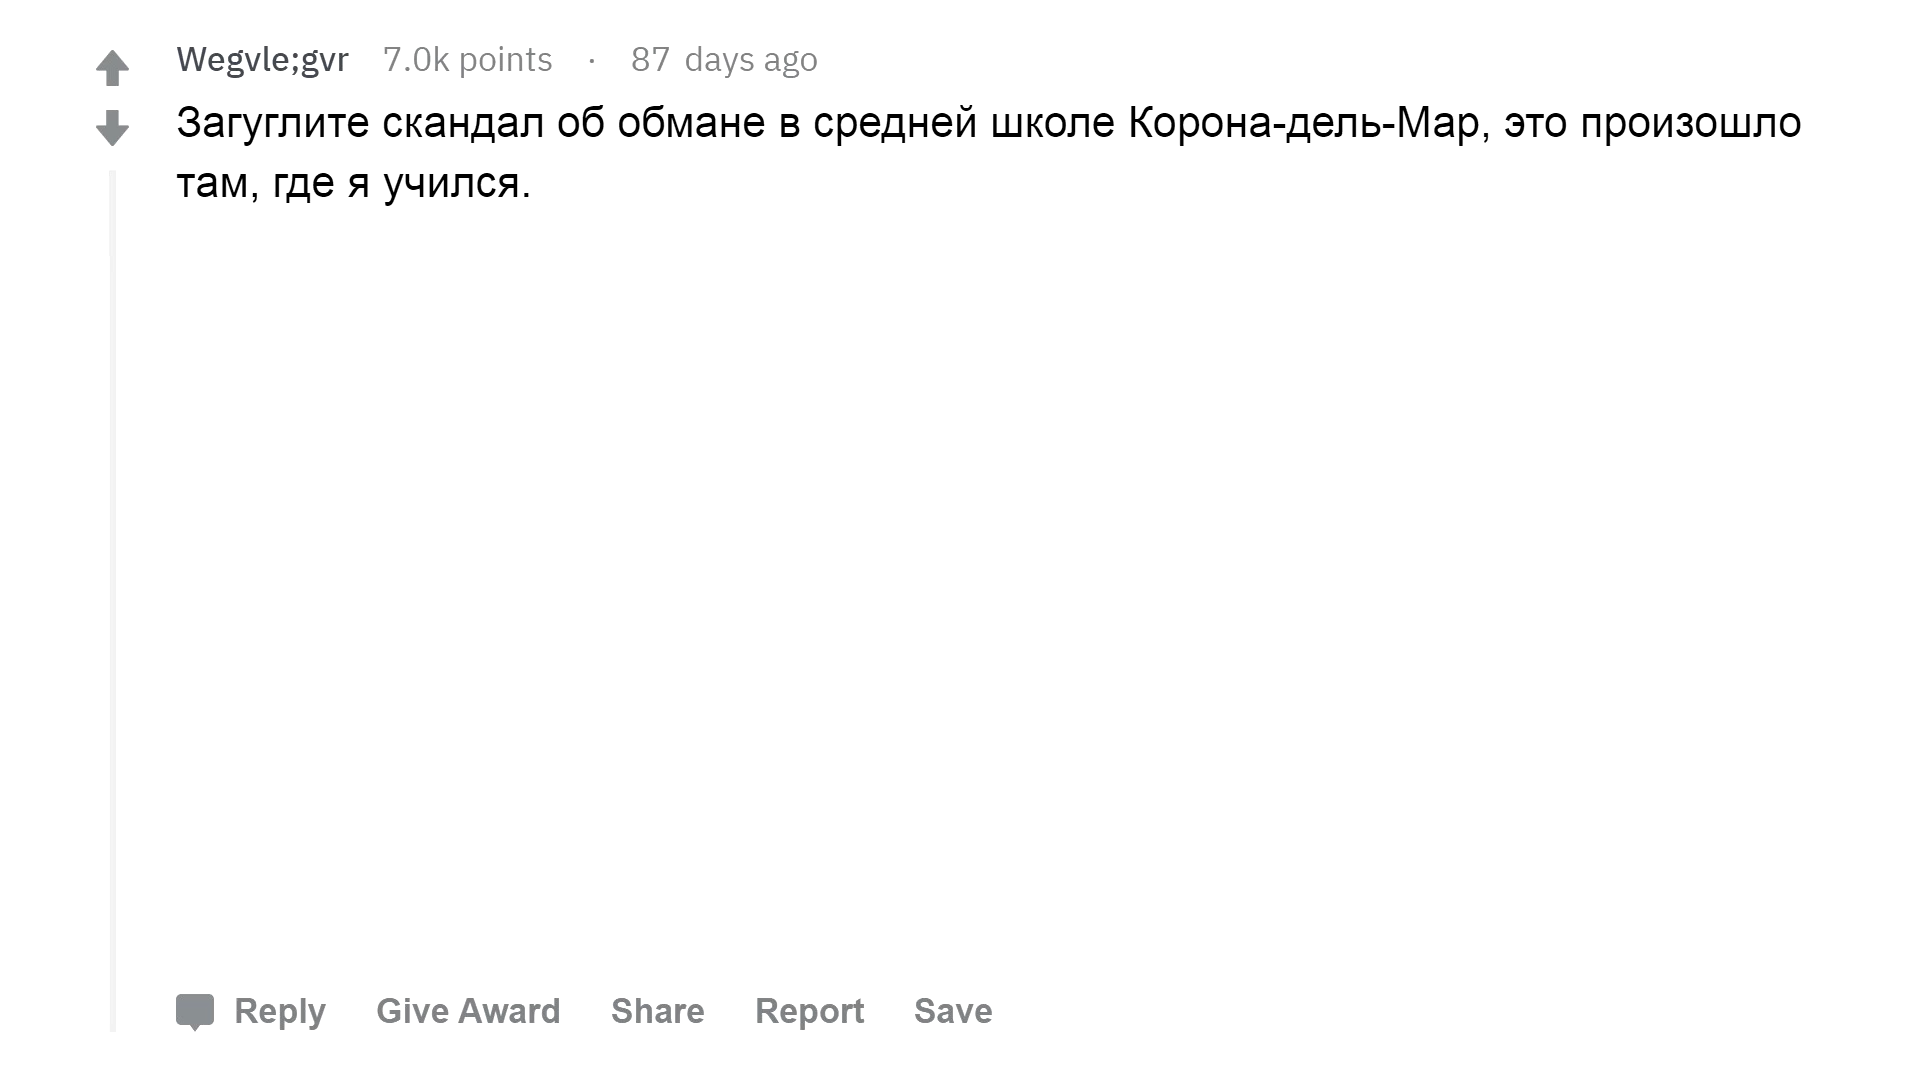 Wegvle;gvr 7.0k points · 87 days ago
Загуглите скандал об обмане в средней школе Корона-дель-Мар, это произошло
там, где я учился.
Reply Give Award Share Report Save